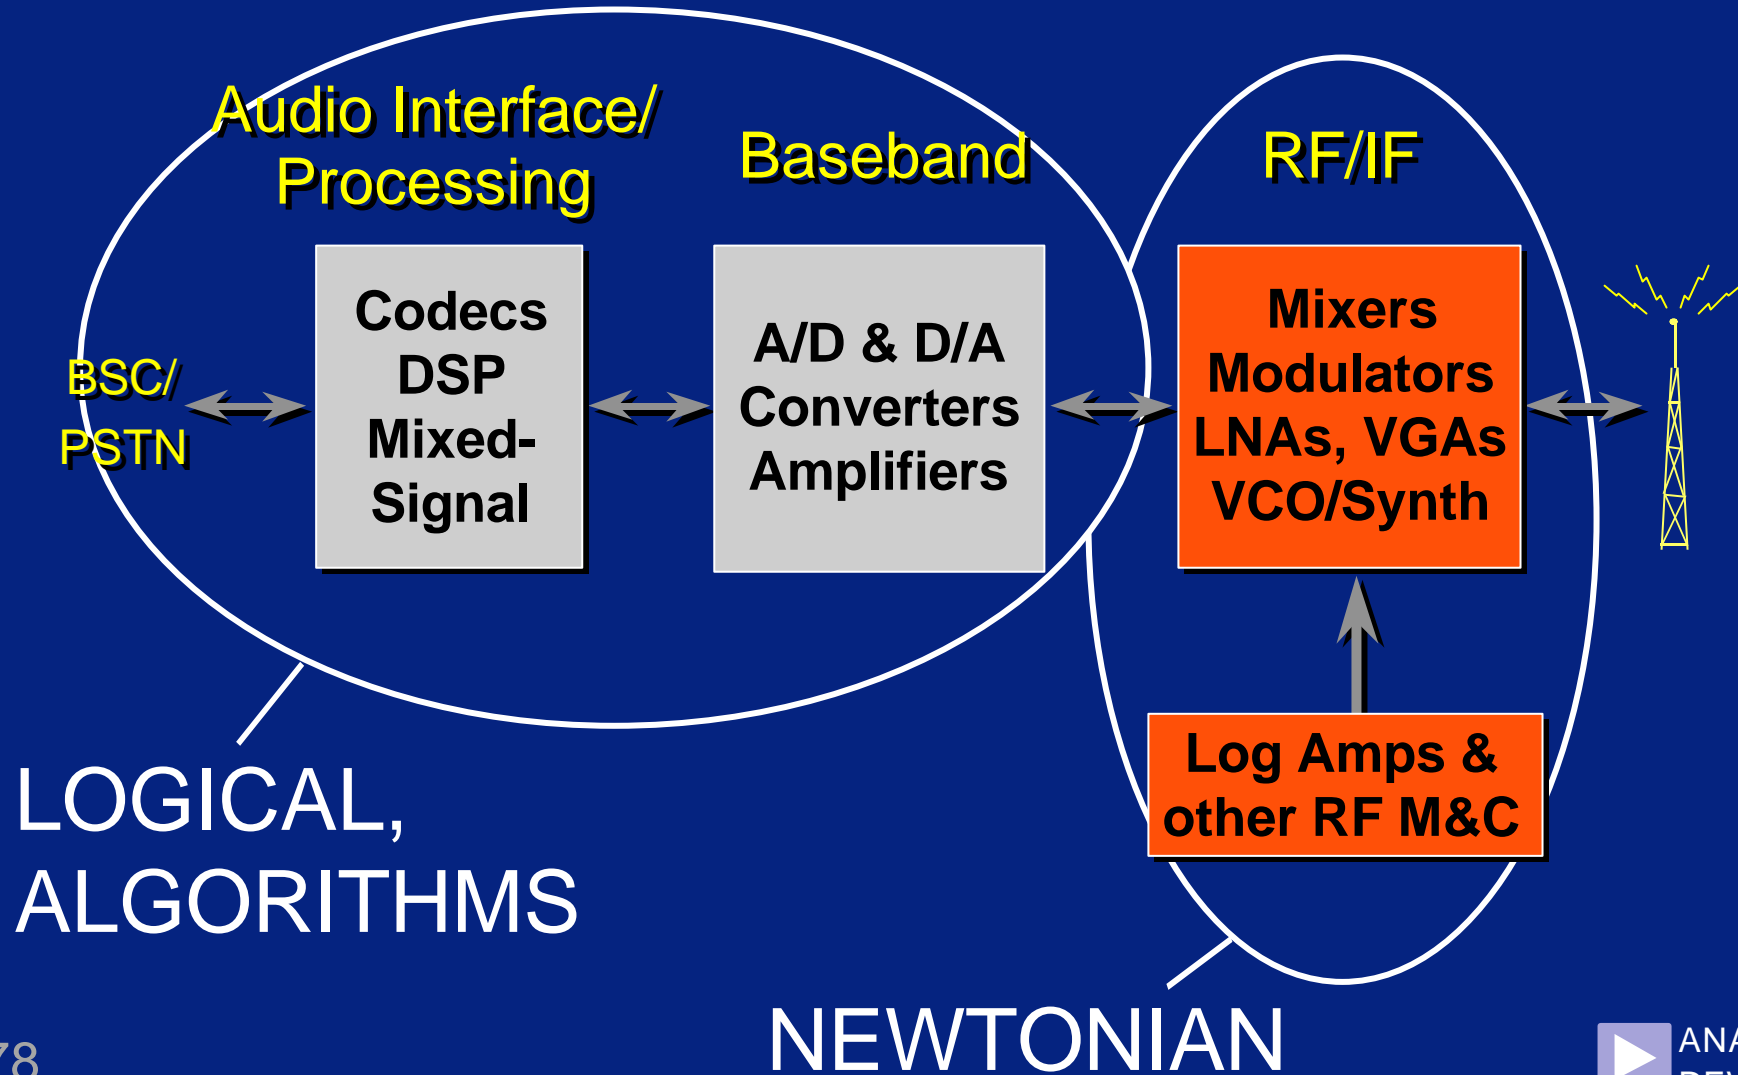 Audio Interface/
Processing
Baseband
RF/IF
BSC/
PSTN
Codecs
DSP
Mixed-
Signal
A/D & D/A
Converters
Amplifiers
Mixers
Modulators
LNAs, VGAs
VCO/Synth
Log Amps &
other RF M&C
LOGICAL,
ALGORITHMS
NEWTONIAN
78